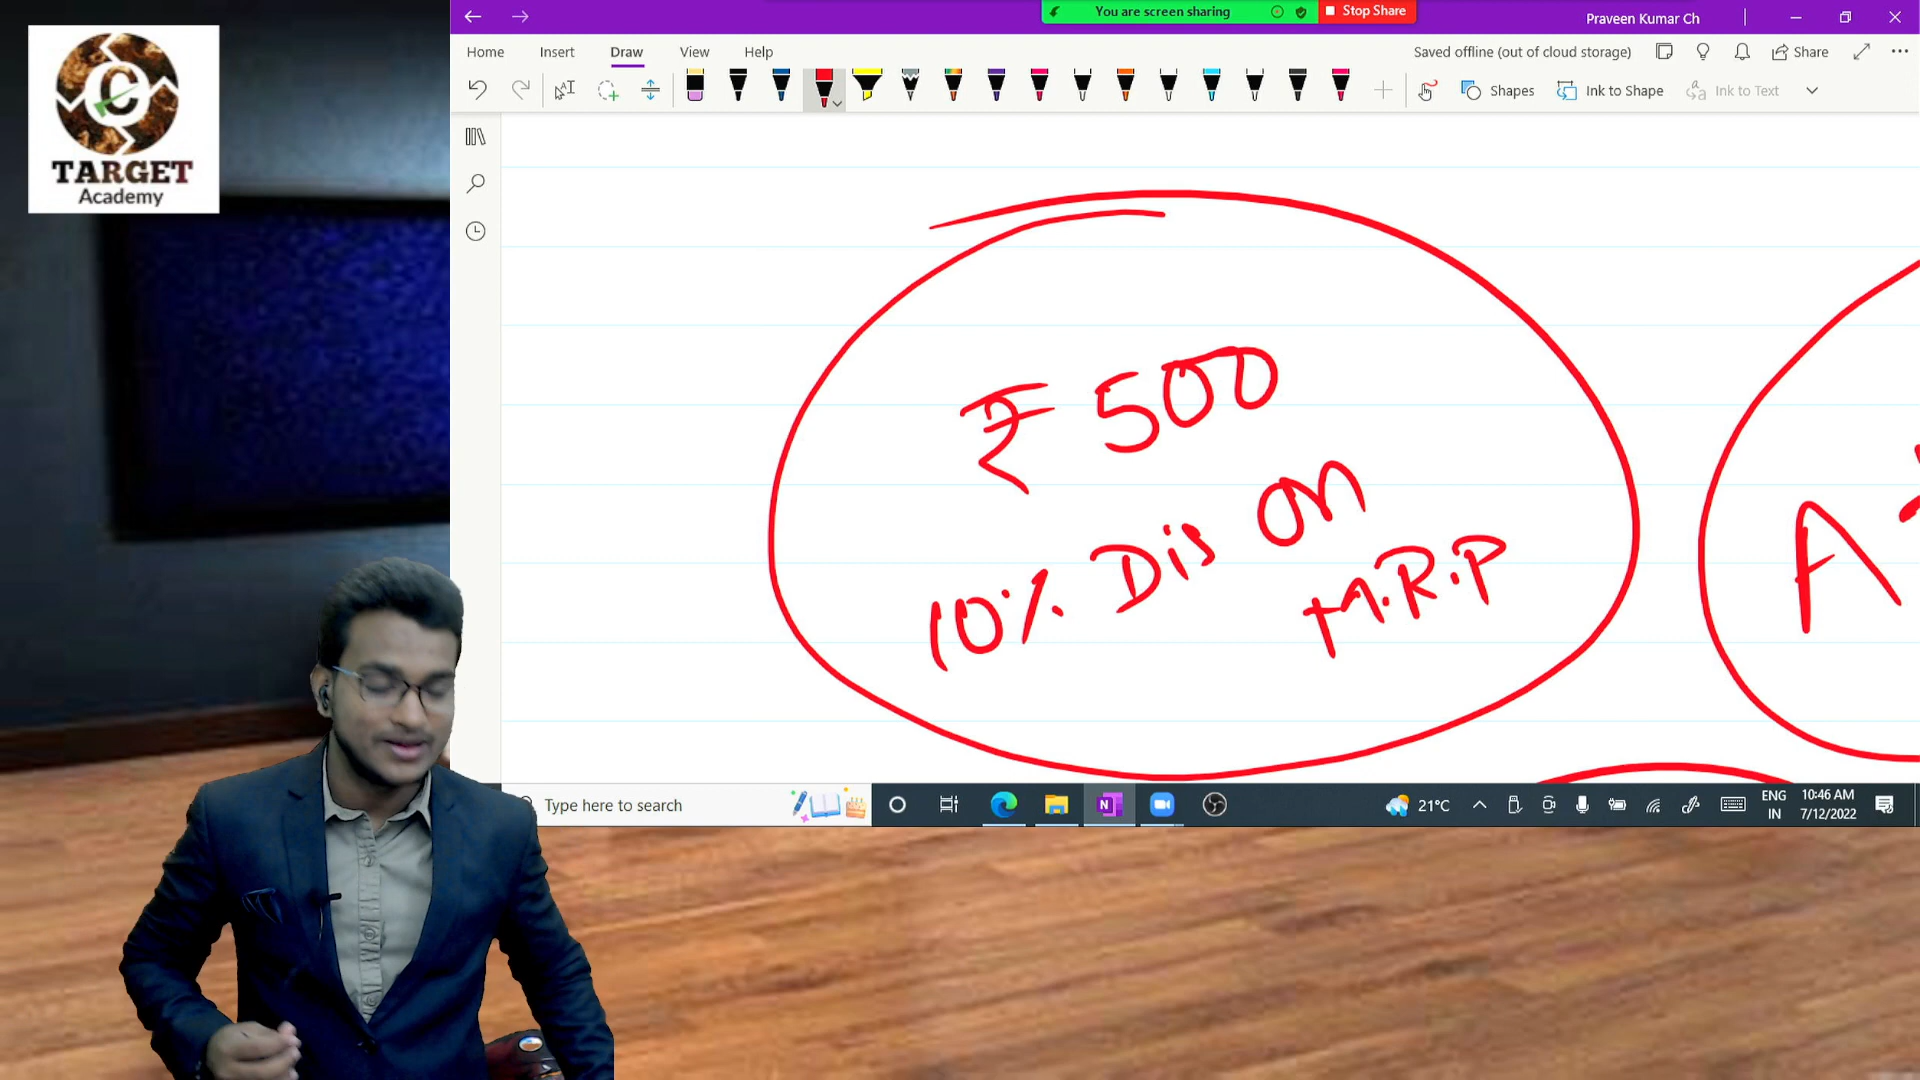 TARGET
Academy
You are screen sharing
Stop Share
Praveen Kumar Ch
Home
Insert
Draw
View
Help
Saved offline (out of cloud storage)
Share
Shapes
Ink to Shape
Ink to Text
₹ 500
10% Dis on
M.R.P
A
Type here to search
21°C
ENG
IN
10:46 AM
7/12/2022